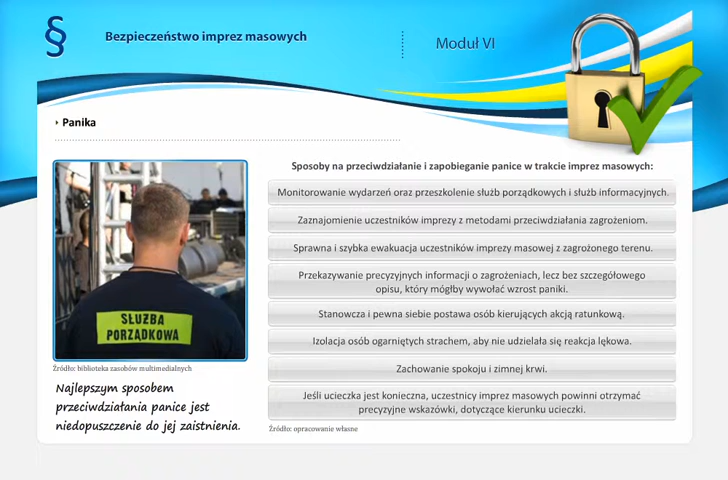 §
Bezpieczeństwo imprez masowych
Moduł VI
Panika
SŁUŻBA
PORZĄDKOWA
Źródło: biblioteka zasobów multimedialnych
Najlepszym sposobem
przeciwdziałania panice jest
niedopuszczenie do jej zaistnienia.
Sposoby na przeciwdziałanie i zapobieganie panice w trakcie imprez masowych:
Monitorowanie wydarzeń oraz przeszkolenie służb porządkowych i służb informacyjnych.
Zaznajomienie uczestników imprezy z metodami przeciwdziałania zagrożeniom.
Sprawna i szybka ewakuacja uczestników imprezy masowej z zagrożonego terenu.
Przekazywanie precyzyjnych informacji o zagrożeniach, lecz bez szczegółowego
opisu, który mógłby wywołać wzrost paniki.
Stanowcza i pewna siebie postawa osób kierujących akcją ratunkową.
Izolacja osób ogarniętych strachem, aby nie udzielała się reakcja lękowa.
Zachowanie spokoju i zimnej krwi.
Jeśli ucieczka jest konieczna, uczestnicy imprez masowych powinni otrzymać
precyzyjne wskazówki, dotyczące kierunku ucieczki.
Źródło: opracowanie własne